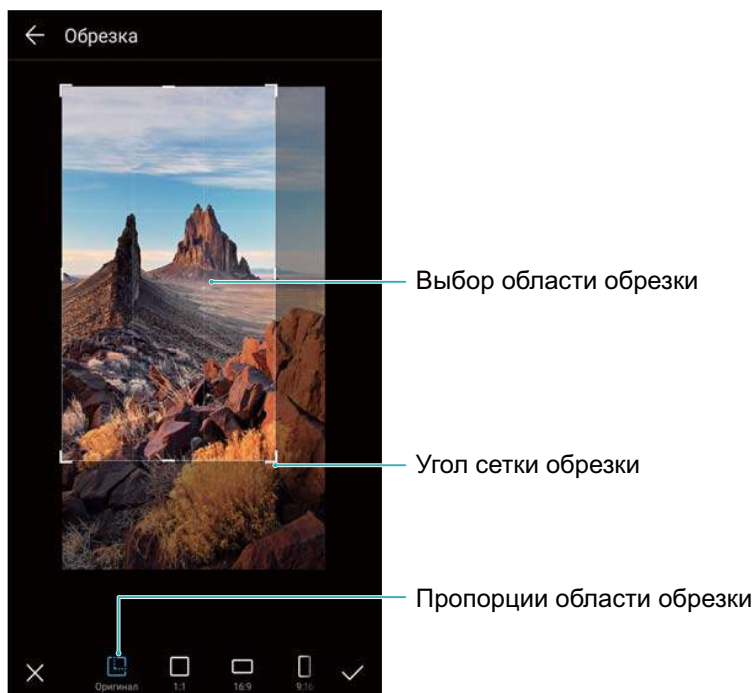 Обрезка
Выбор области обрезки
Угол сетки обрезки
Пропорции области обрезки
Оригинал
1:1
16:9
9:16